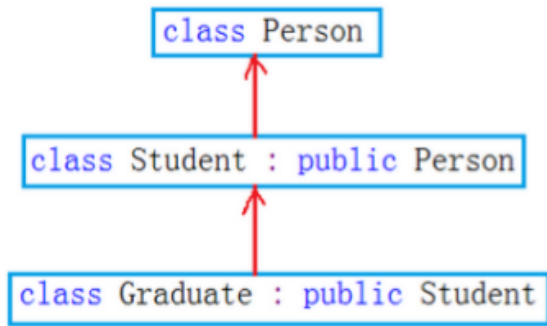 class Person
class Student : public Person
class Graduate : public Student